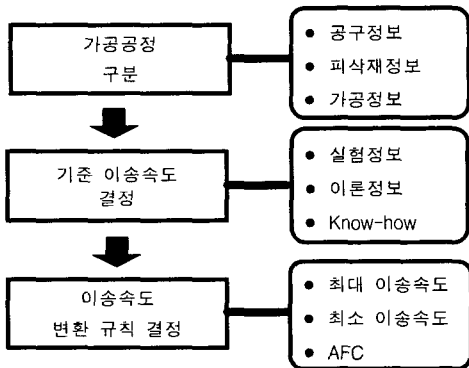 가공공정
구분
• 공구정보
• 피삭재정보
• 가공정보
기준 이송속도
결정
• 실험정보
• 이론정보
• Know-how
이송속도
변환 규칙 결정
• 최대 이송속도
• 최소 이송속도
• AFC